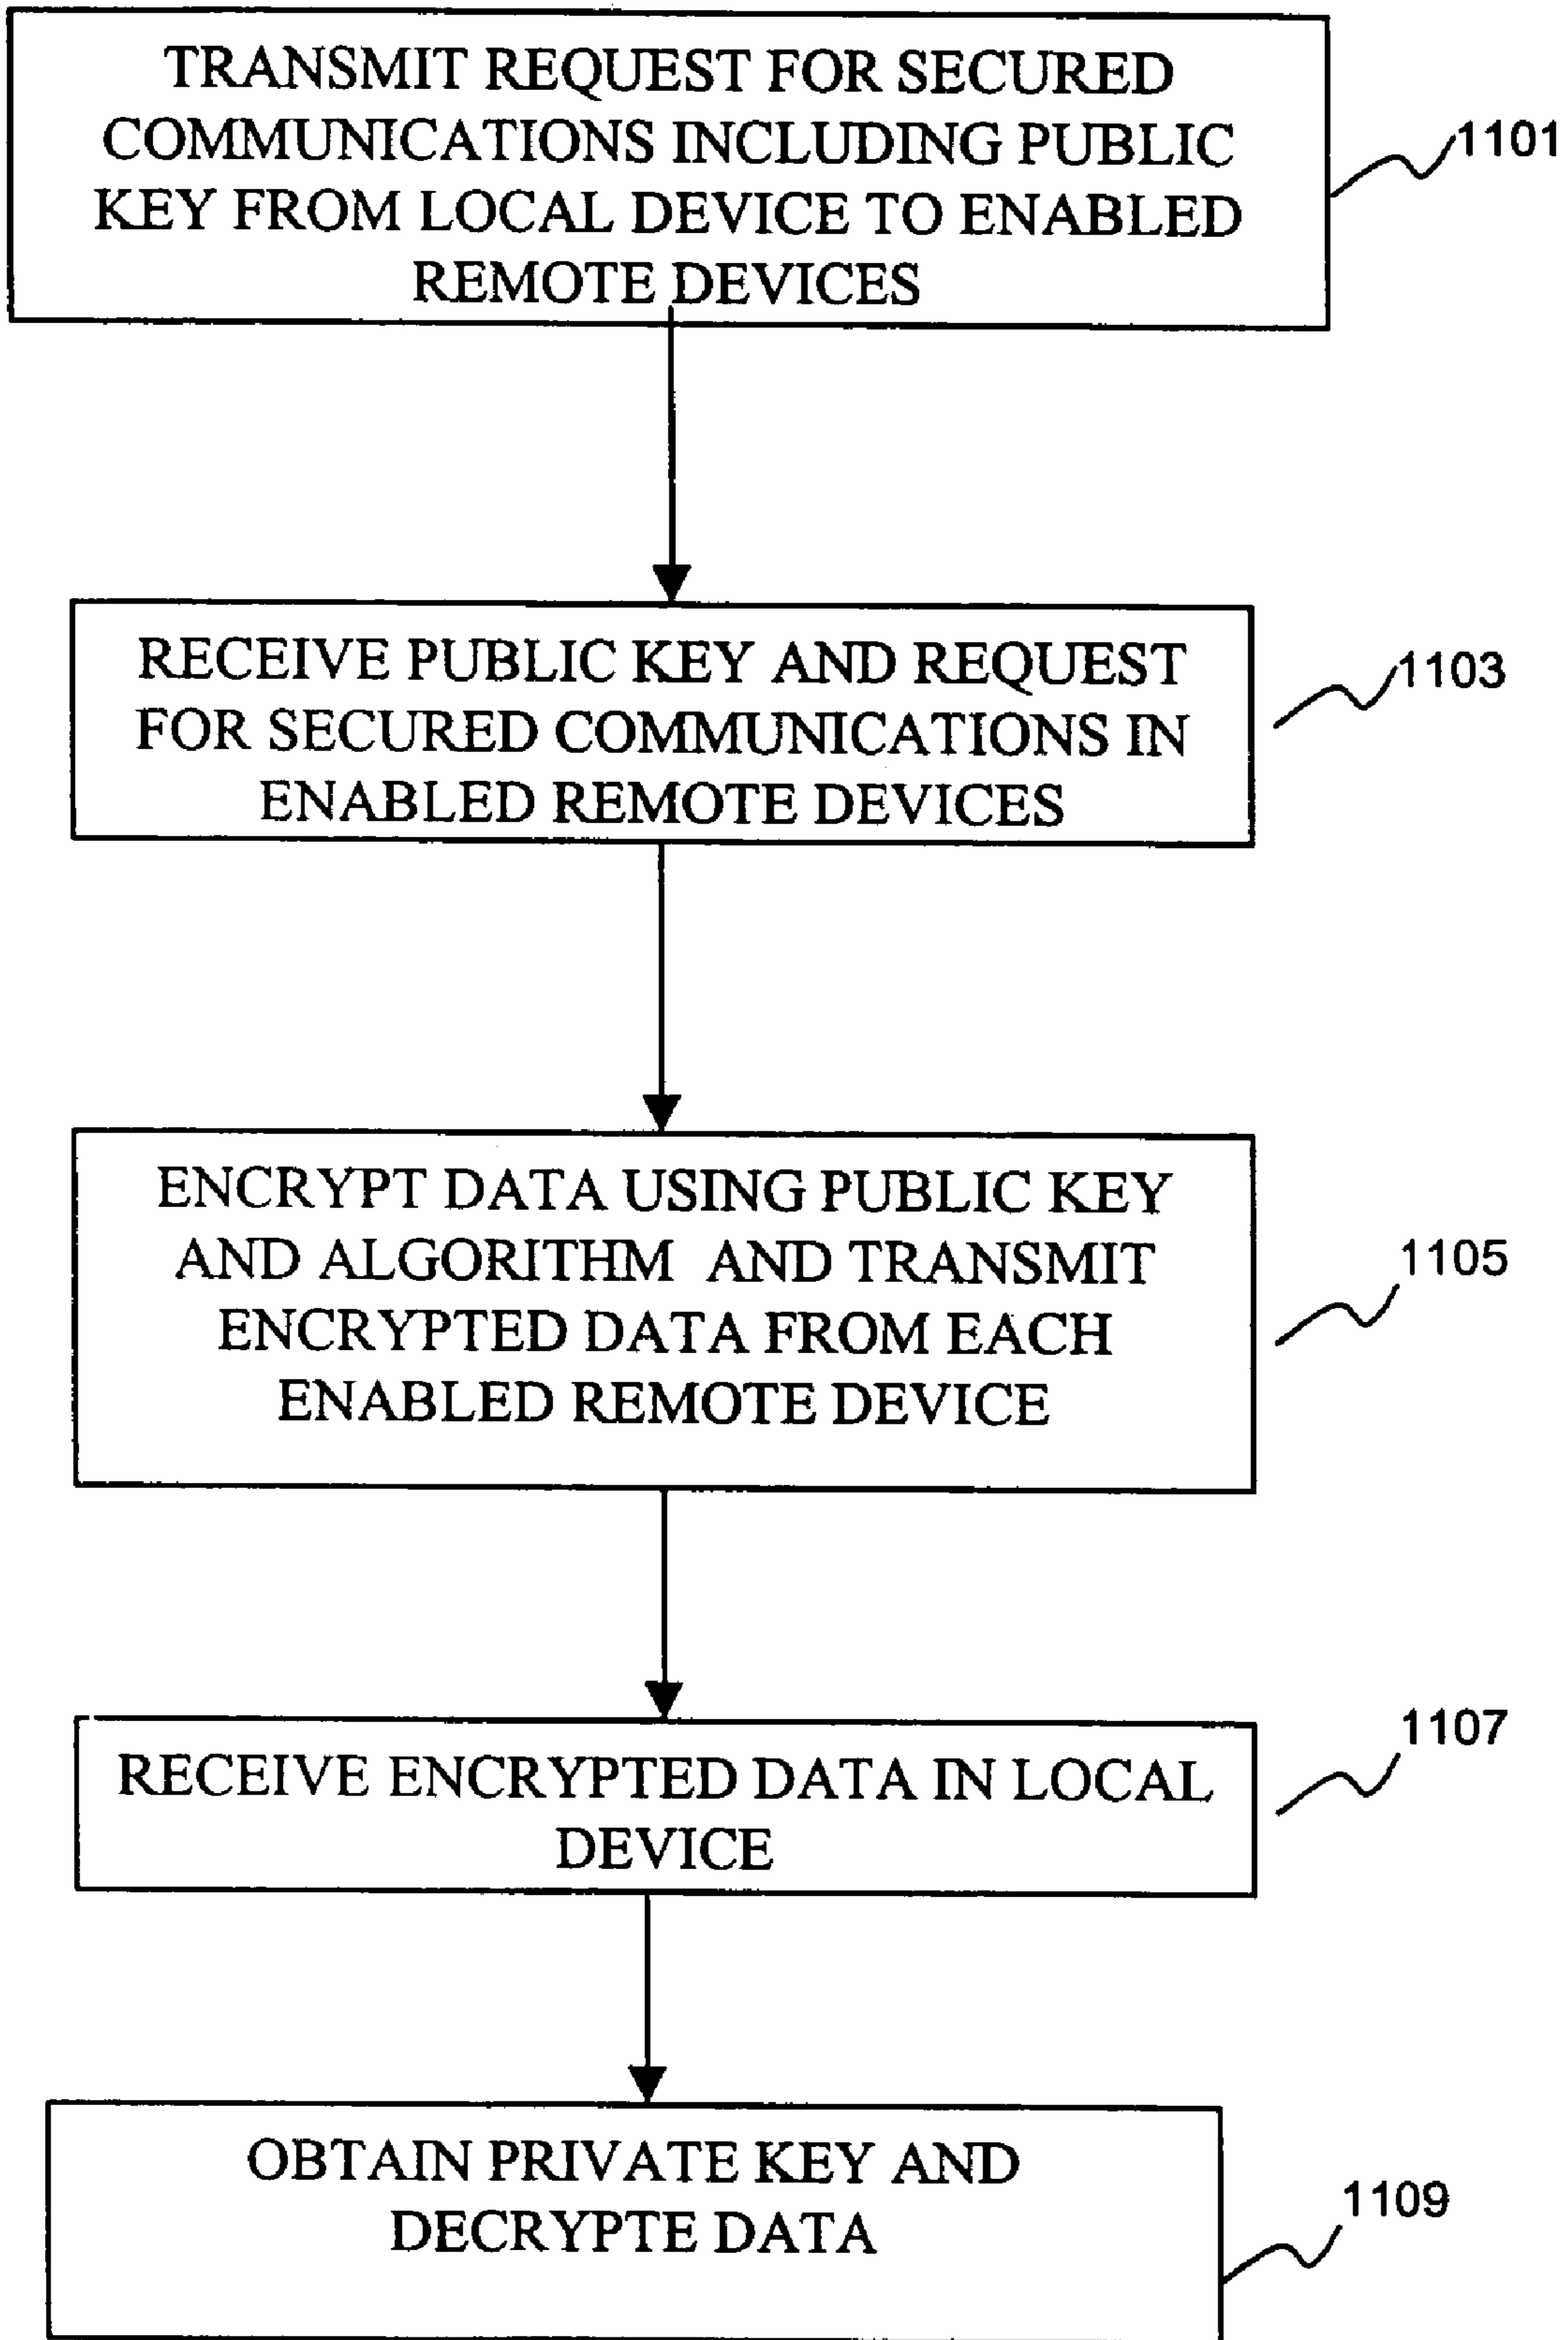 TRANSMIT REQUEST FOR SECURED
COMMUNICATIONS INCLUDING PUBLIC
KEY FROM LOCAL DEVICE TO ENABLED
REMOTE DEVICES
1101
RECEIVE PUBLIC KEY AND REQUEST
FOR SECURED COMMUNICATIONS IN
ENABLED REMOTE DEVICES
1103
ENCRYPT DATA USING PUBLIC KEY
AND ALGORITHM AND TRANSMIT
ENCRYPTED DATA FROM EACH
ENABLED REMOTE DEVICE
1105
RECEIVE ENCRYPTED DATA IN LOCAL
DEVICE
1107
OBTAIN PRIVATE KEY AND
DECRYPTE DATA
1109